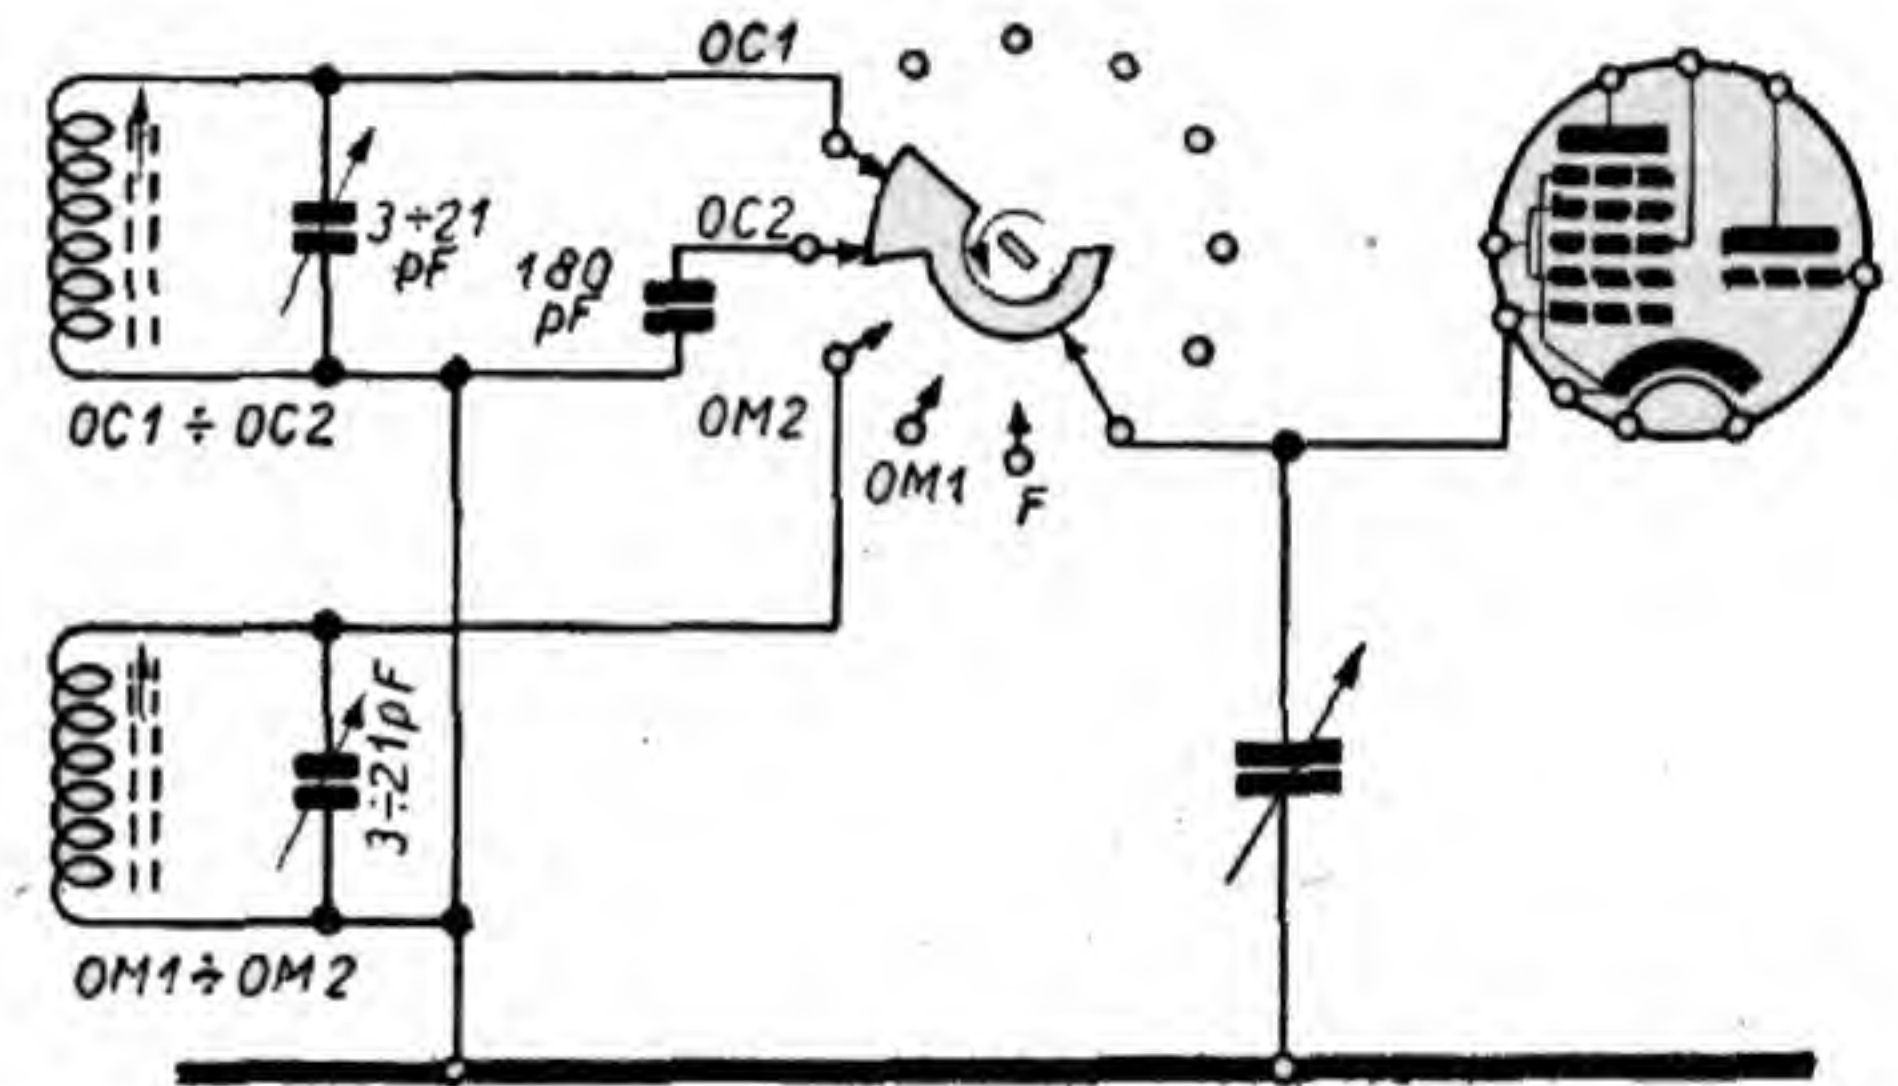 OC1
3÷21
pF
180
pF
OC2
OC1 ÷ OC2
OM2
OM1
F
3÷21pF
OM1÷OM2